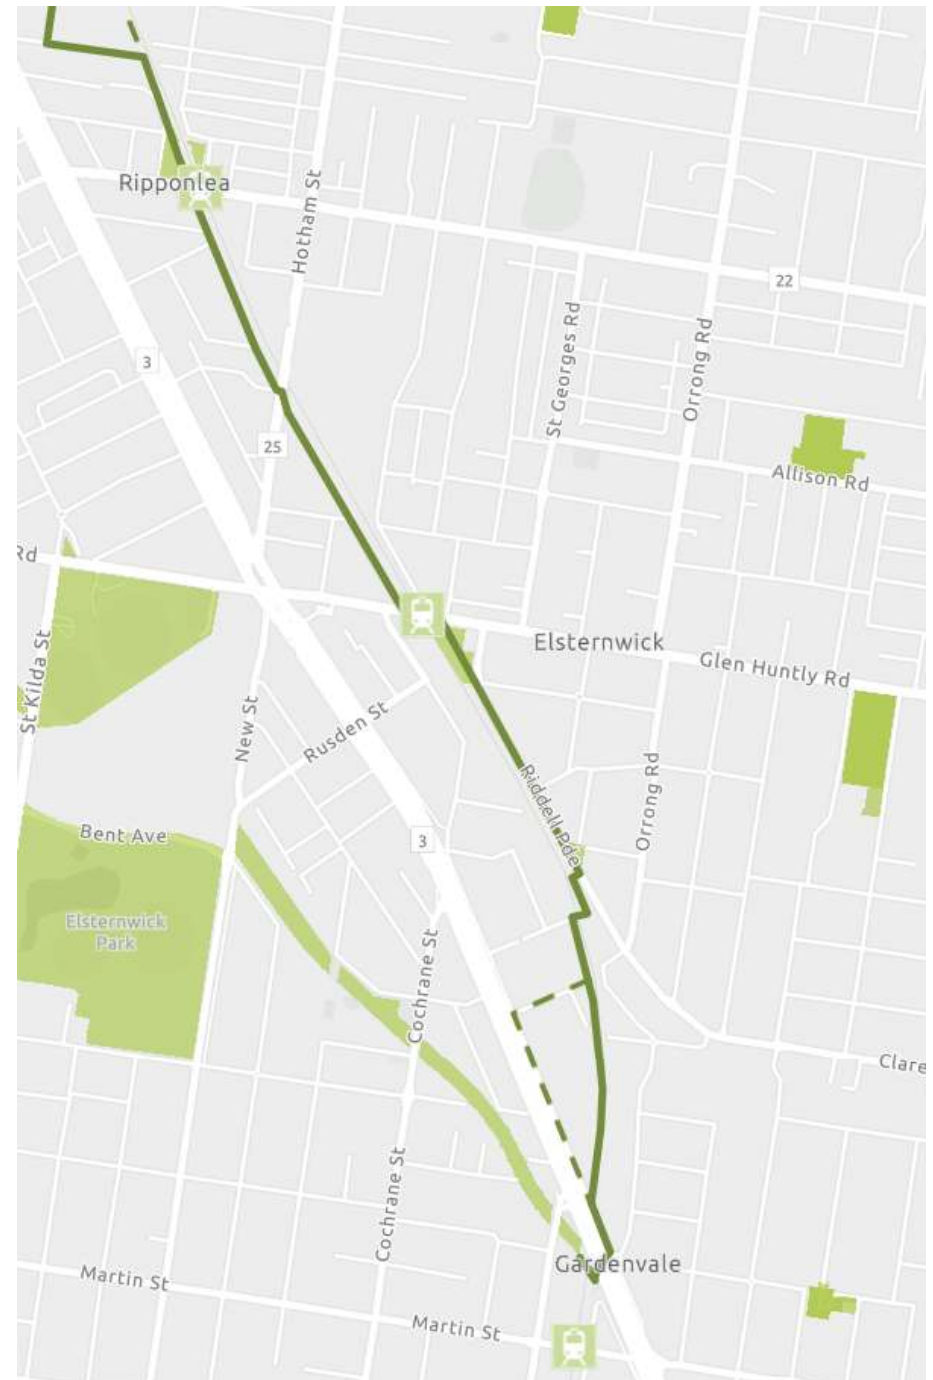 Ripponlea
Hotham St
22
St Georges Rd
Orrong Rd
3
25
Allison Rd
Rd
Elsternwick
Glen Huntly Rd
St Kilda St
New St
Rusden St
Riddell Pde
Orrong Rd
Bent Ave
3
Elsternwick
Park
Cochrane St
Clare
Cochrane St
Gardenvale
Martin St
Martin St